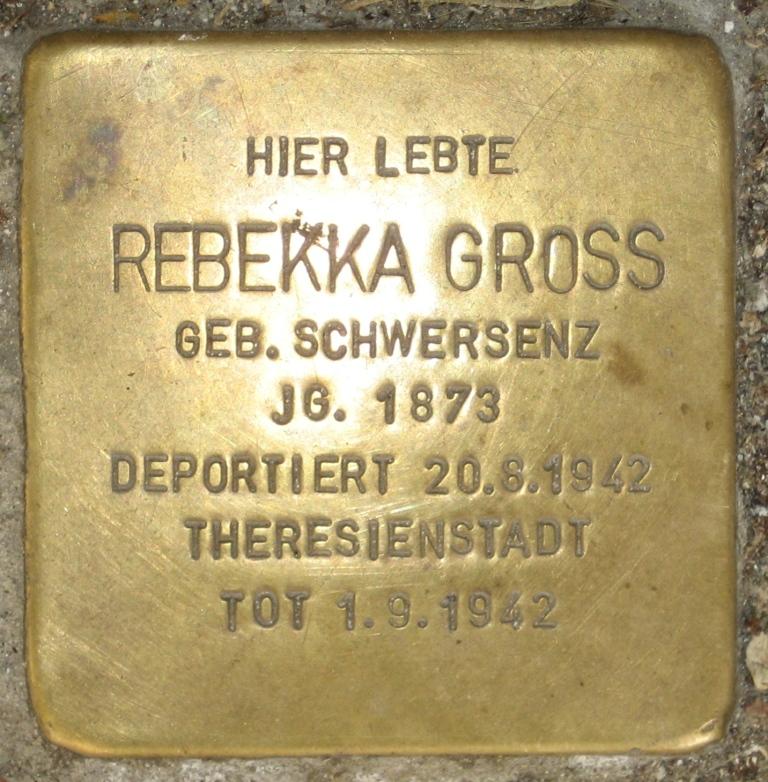 HIER LEBTE
REBEKKA GROSS
GEB. SCHWERSENZ
JG. 1873
DEPORTIERT 20.8.1942
THERESIENSTADT
TOT 1.9.1942